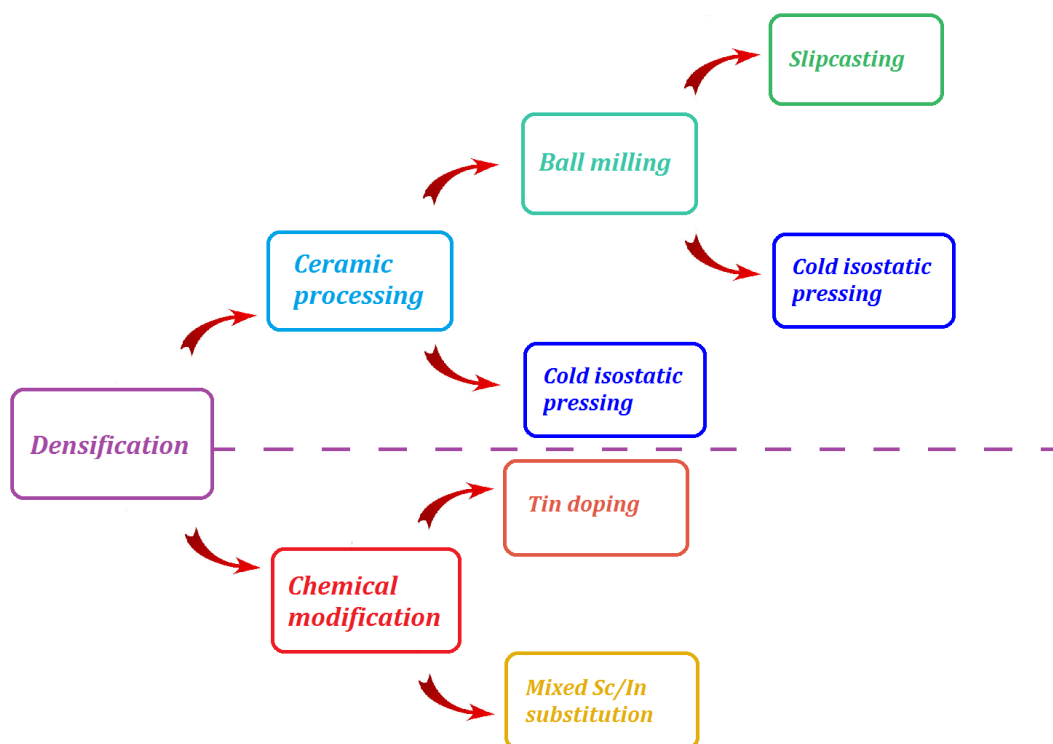 Slipcasting
Ball milling
Ceramic
processing
Cold isostatic
pressing
Cold isostatic
pressing
Densification
Tin doping
Chemical
modification
Mixed Sc/In
substitution